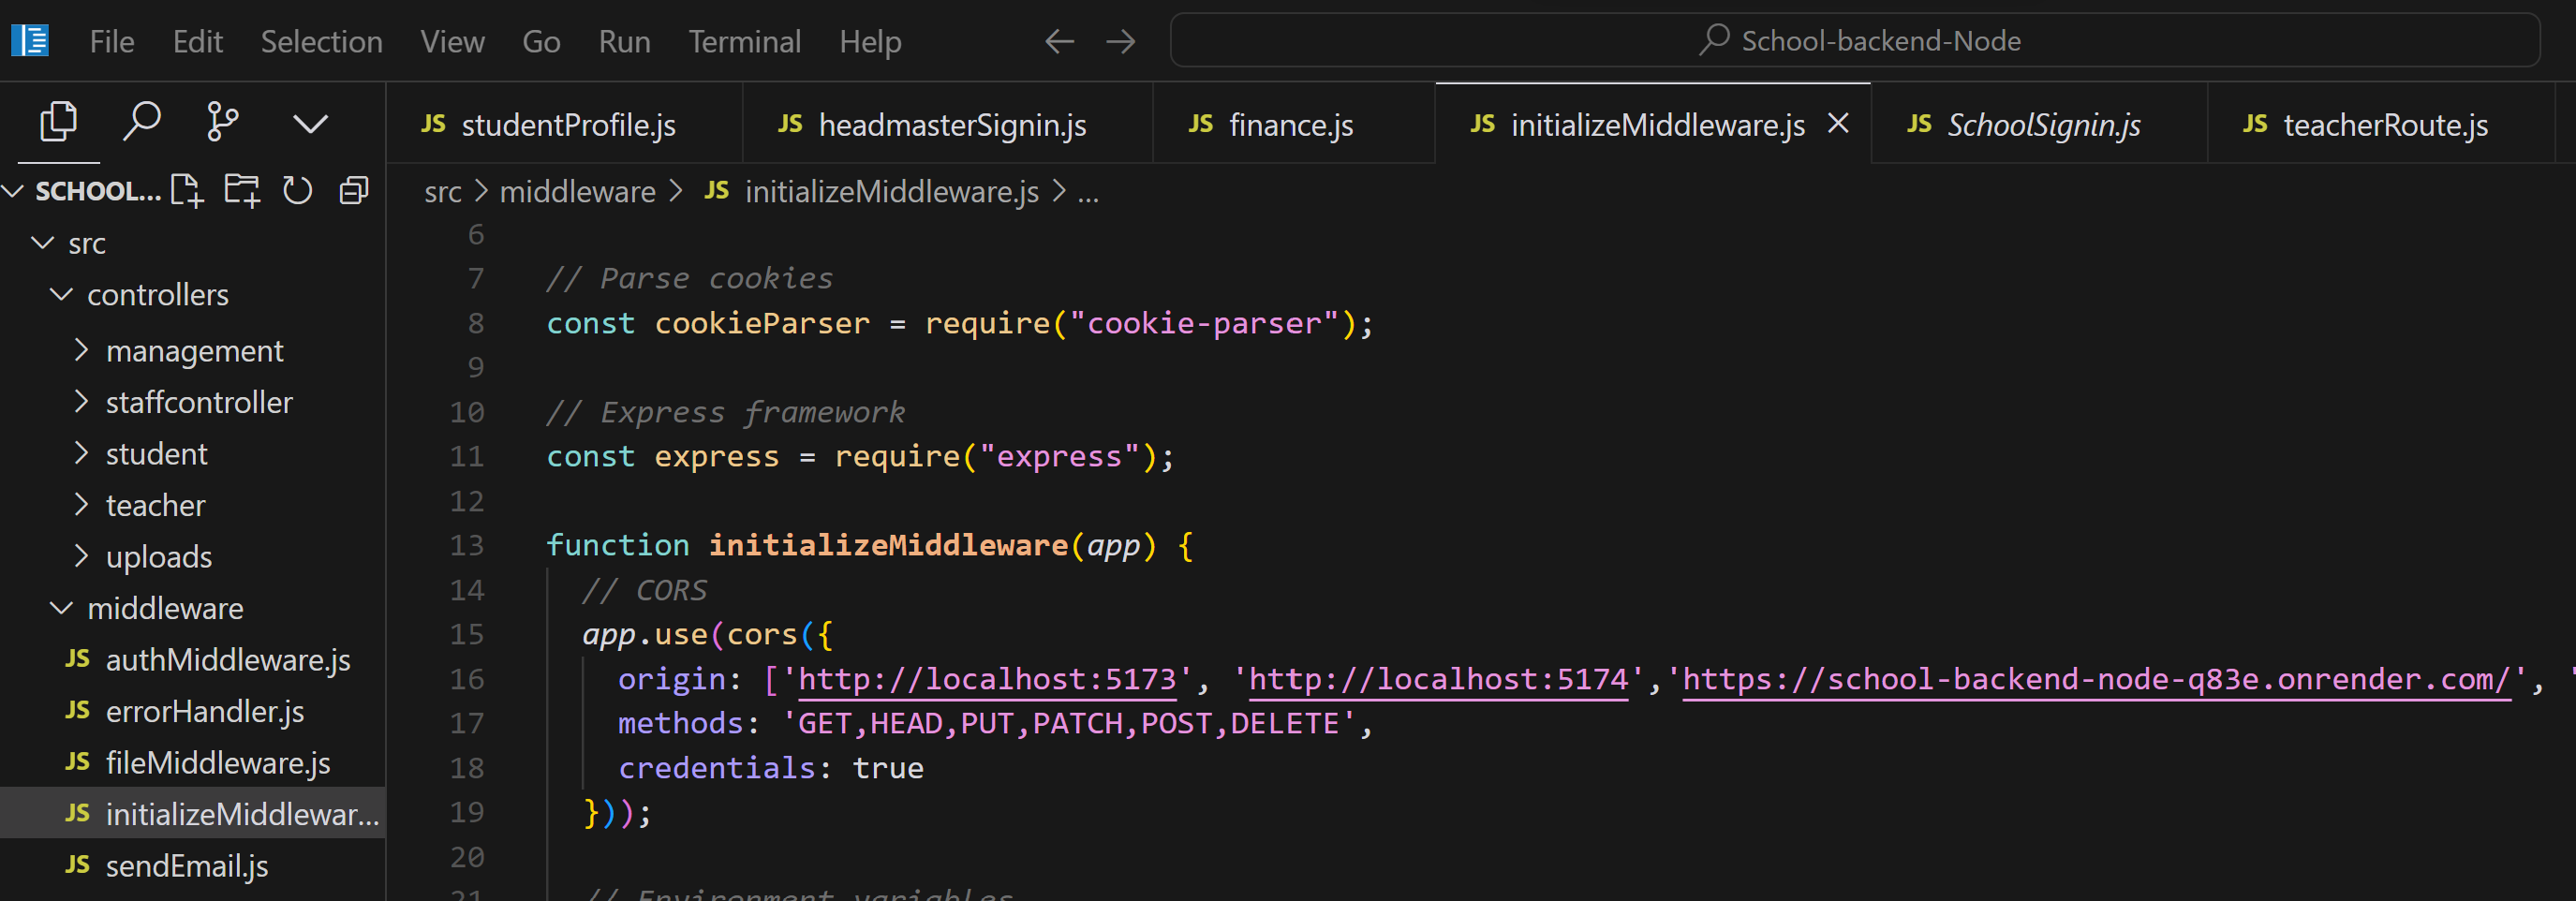 File Edit Selection View Go Run Terminal Help School-backend-Node
JS studentProfile.js JS headmasterSignin.js JS finance.js JS initializeMiddleware.js JS SchoolSignin.js JS teacherRoute.js
SCHOOL...
src
controllers
management
staffcontroller
student
teacher
uploads
middleware
JS authMiddleware.js
JS errorHandler.js
JS fileMiddleware.js
JS initializeMiddlewar...
JS sendEmail.js
src > middleware > JS initializeMiddleware.js > ...
6
7 // Parse cookies
8 const cookieParser = require("cookie-parser");
9
10 // Express framework
11 const express = require("express");
12
13 function initializeMiddleware(app) {
14 // CORS
15 app.use(cors({
16 origin: ['http://localhost:5173', 'http://localhost:5174','https://school-backend-node-q83e.onrender.com/', '
17 methods: 'GET,HEAD,PUT,PATCH,POST,DELETE',
18 credentials: true
19 }));
20
21 // Environment variables